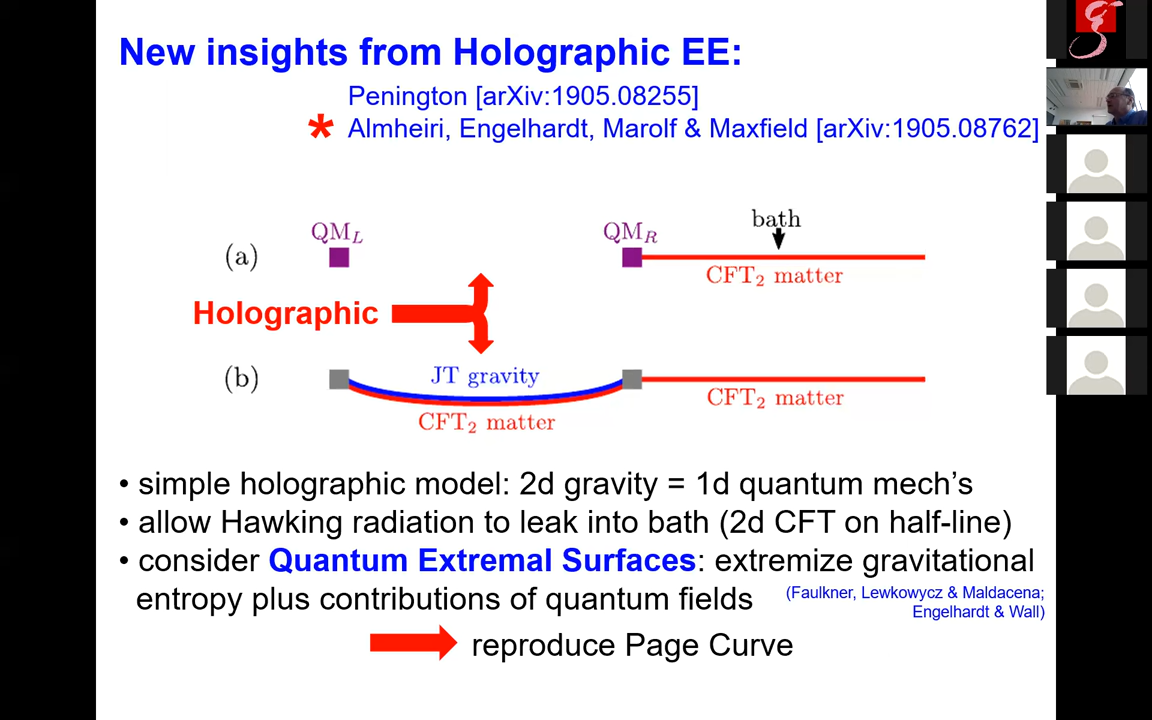 New insights from Holographic EE:
Penington [arXiv:1905.08255]
* Almheiri, Engelhardt, Marolf & Maxfield [arXiv:1905.08762]
bath
QM_L
QM_R
(a)
CFT₂ matter
Holographic
(b)
JT gravity
CFT₂ matter
CFT₂ matter
• simple holographic model: 2d gravity = 1d quantum mech's
• allow Hawking radiation to leak into bath (2d CFT on half-line)
• consider Quantum Extremal Surfaces: extremize gravitational
entropy plus contributions of quantum fields
(Faulkner, Lewkowycz & Maldacena;
Engelhardt & Wall)
reproduce Page Curve